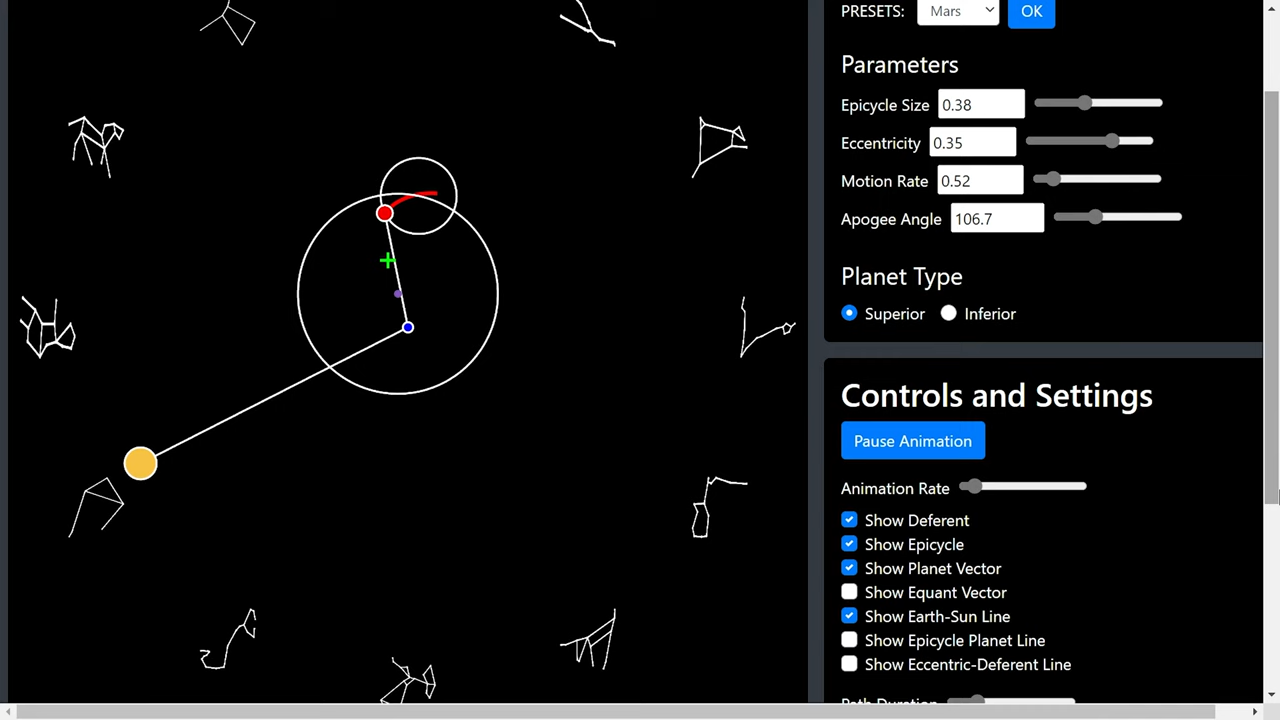 PRESETS: Mars OK
Parameters
Epicycle Size 0.38
Eccentricity 0.35
Motion Rate 0.52
Apogee Angle 106.7
Planet Type
Superior Inferior
Controls and Settings
Pause Animation
Animation Rate
Show Deferent
Show Epicycle
Show Planet Vector
Show Equant Vector
Show Earth-Sun Line
Show Epicycle Planet Line
Show Eccentric-Deferent Line
Path Duration